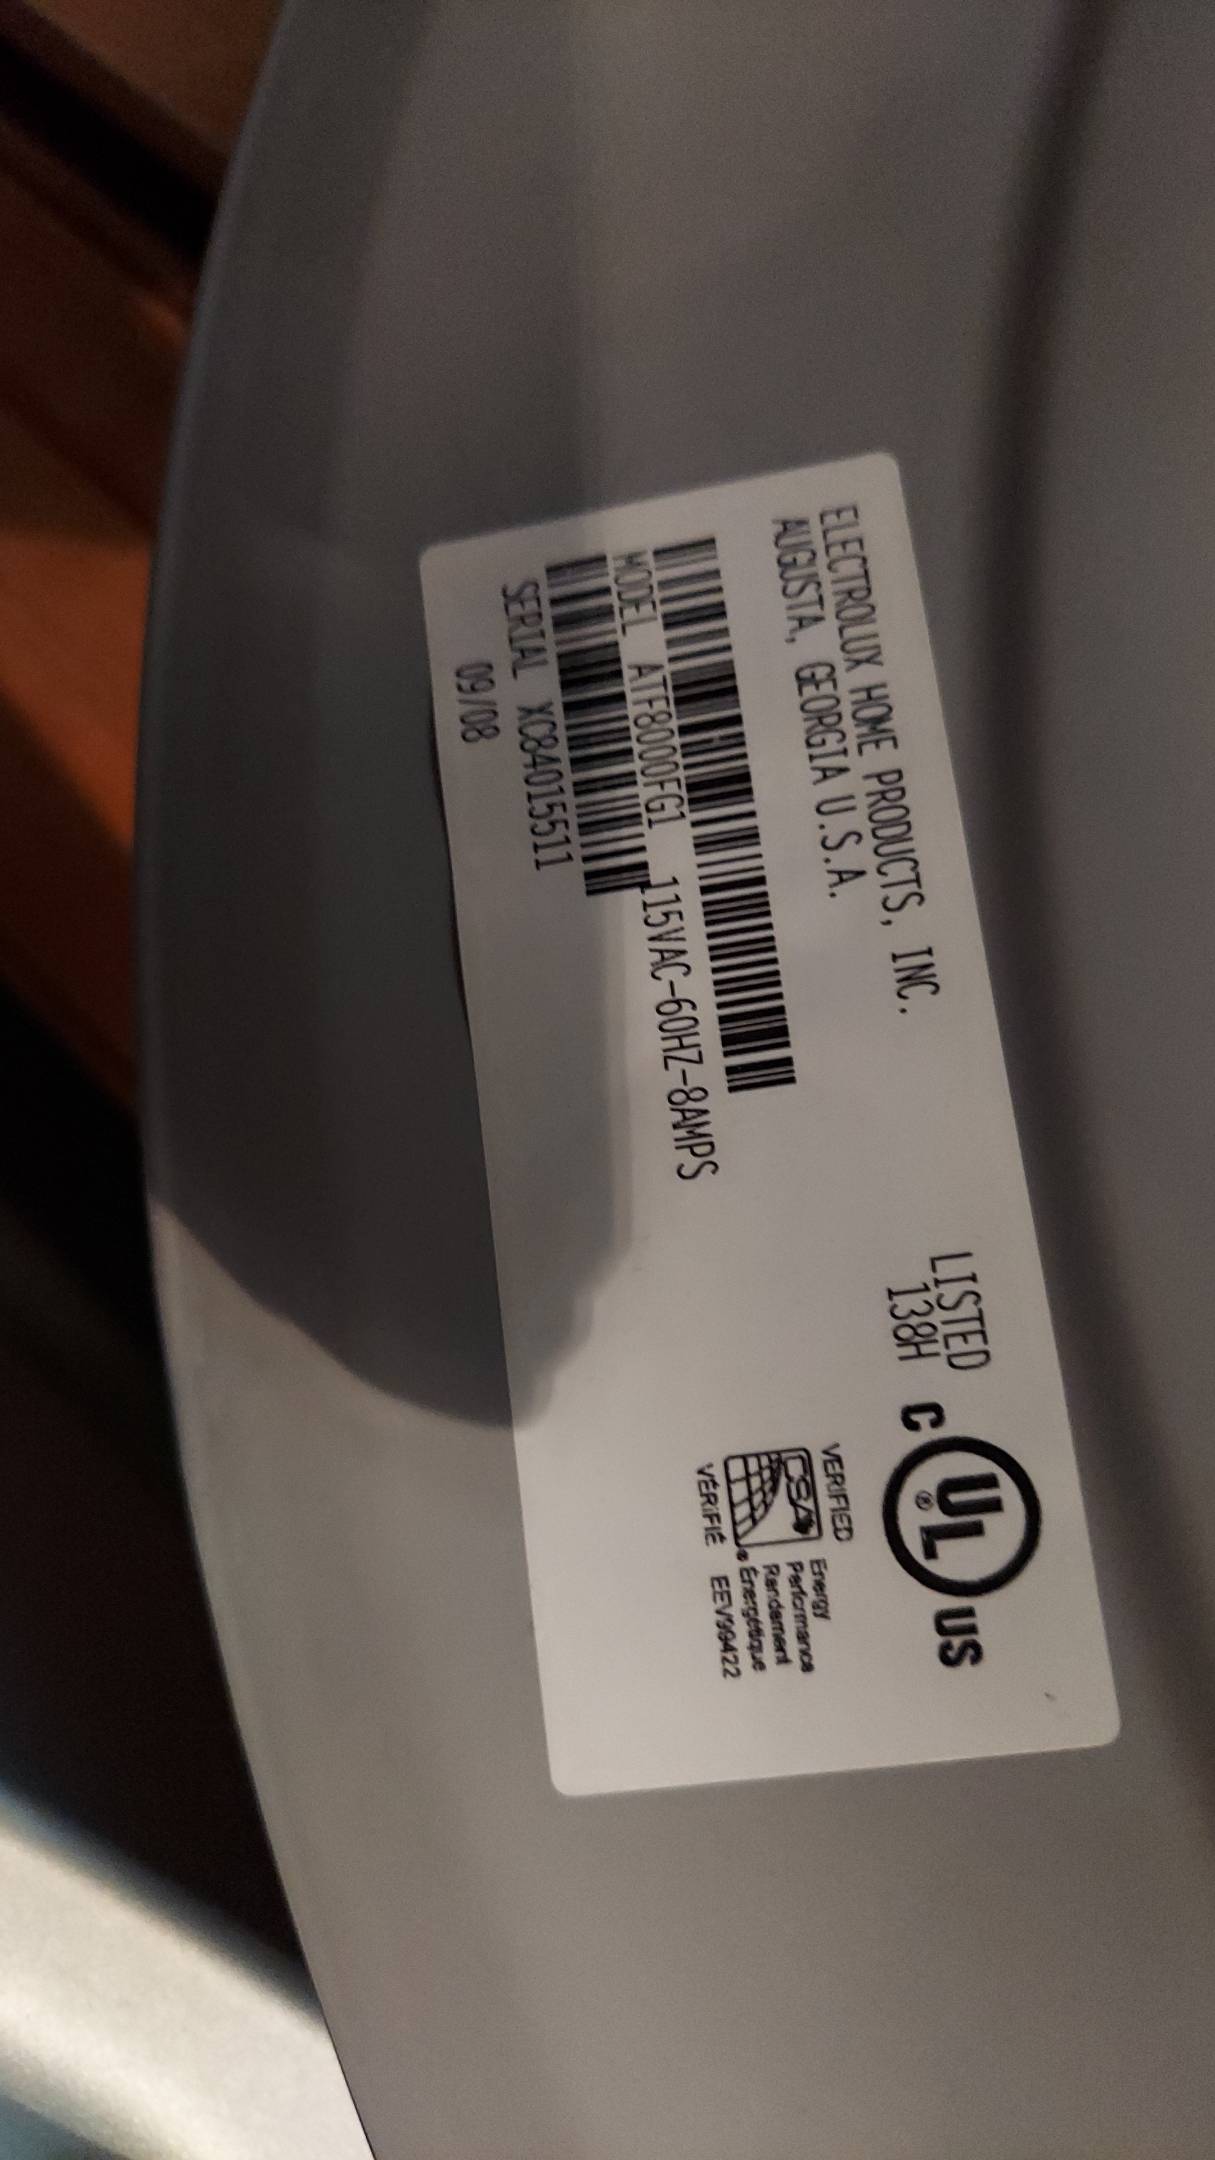 ELECTROLUX HOME PRODUCTS, INC.
AUGUSTA, GEORGIA U.S.A.
MODEL ATF8000FG1 115VAC-60HZ-8AMPS
SERIAL XC84015511
09/08
LISTED
138H
C UL® US
VERIFIED
CSA
VÉRIFIÉ
Energy
Performance
Rendement
Énergétique
EEV99422